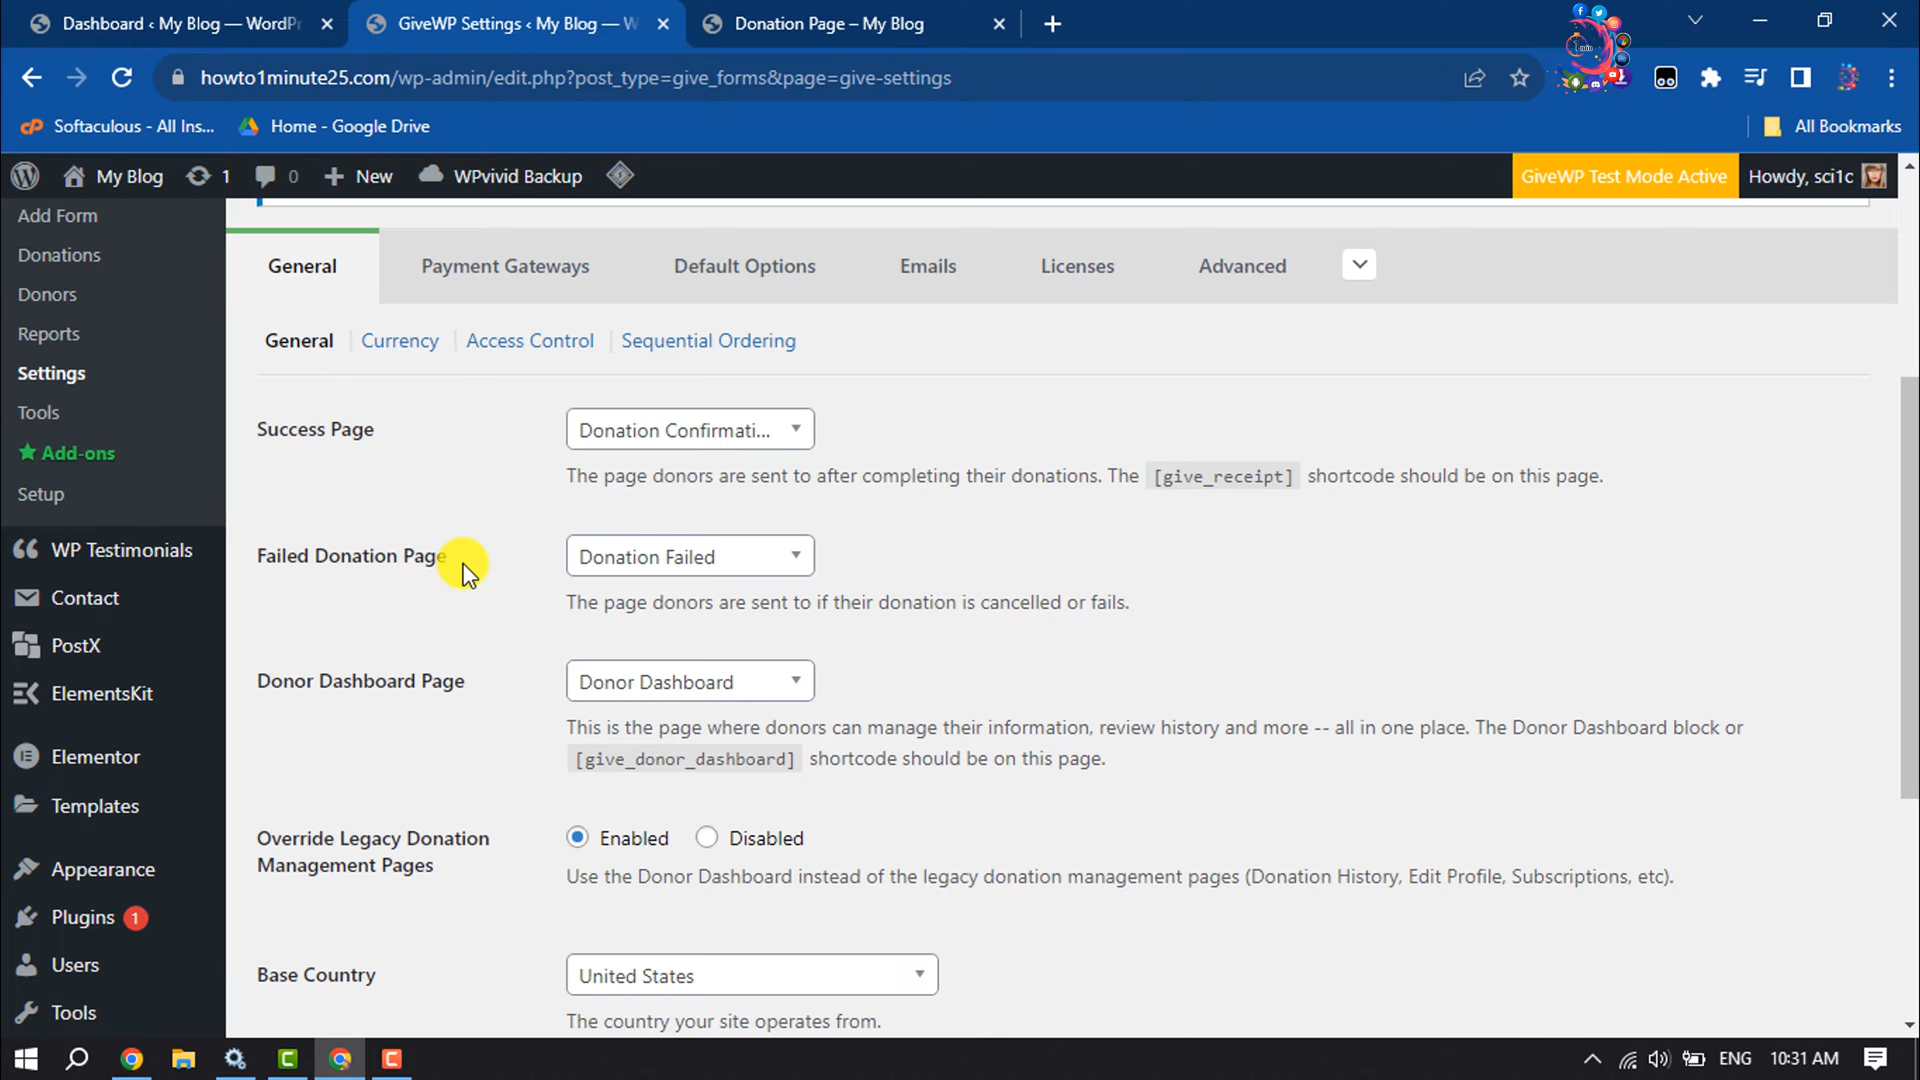 Dashboard ‹ My Blog — WordPr
GiveWP Settings ‹ My Blog — W
Donation Page – My Blog
howto1minute25.com/wp-admin/edit.php?post_type=give_forms&page=give-settings
Softaculous - All Ins...
Home - Google Drive
All Bookmarks
My Blog
1
0
New
WPvivid Backup
GiveWP Test Mode Active
Howdy, sci1c
Add Form
Donations
Donors
Reports
Settings
Tools
Add-ons
Setup
WP Testimonials
Contact
PostX
ElementsKit
Elementor
Templates
Appearance
Plugins 1
Users
Tools
General
Payment Gateways
Default Options
Emails
Licenses
Advanced
General
Currency
Access Control
Sequential Ordering
Success Page
Donation Confirmati...
The page donors are sent to after completing their donations. The [give_receipt] shortcode should be on this page.
Failed Donation Page
Donation Failed
The page donors are sent to if their donation is cancelled or fails.
Donor Dashboard Page
Donor Dashboard
This is the page where donors can manage their information, review history and more -- all in one place. The Donor Dashboard block or
[give_donor_dashboard] shortcode should be on this page.
Override Legacy Donation
Management Pages
Enabled
Disabled
Use the Donor Dashboard instead of the legacy donation management pages (Donation History, Edit Profile, Subscriptions, etc).
Base Country
United States
The country your site operates from.
ENG
10:31 AM